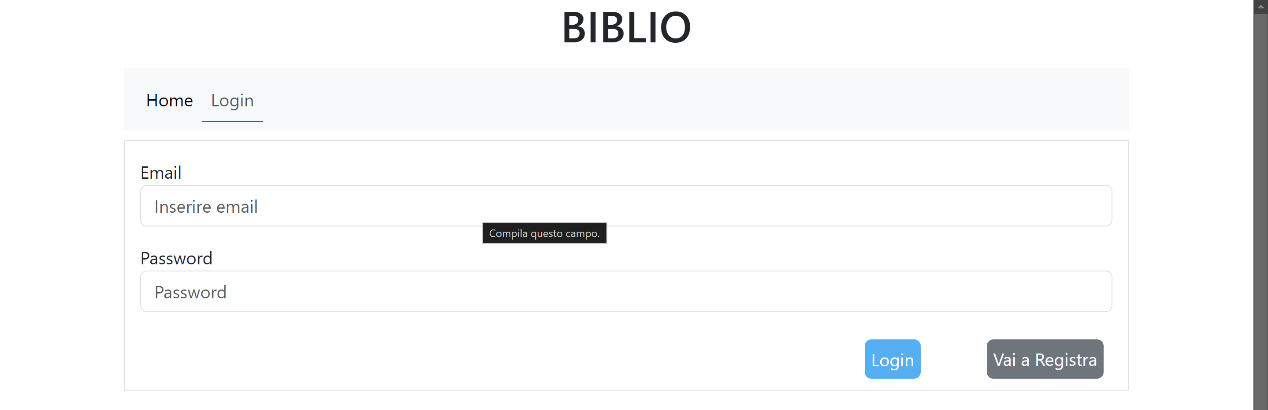 BIBLIO
Home Login
Email
Inserire email
Compila questo campo.
Password
Password
Login Vai a Registra